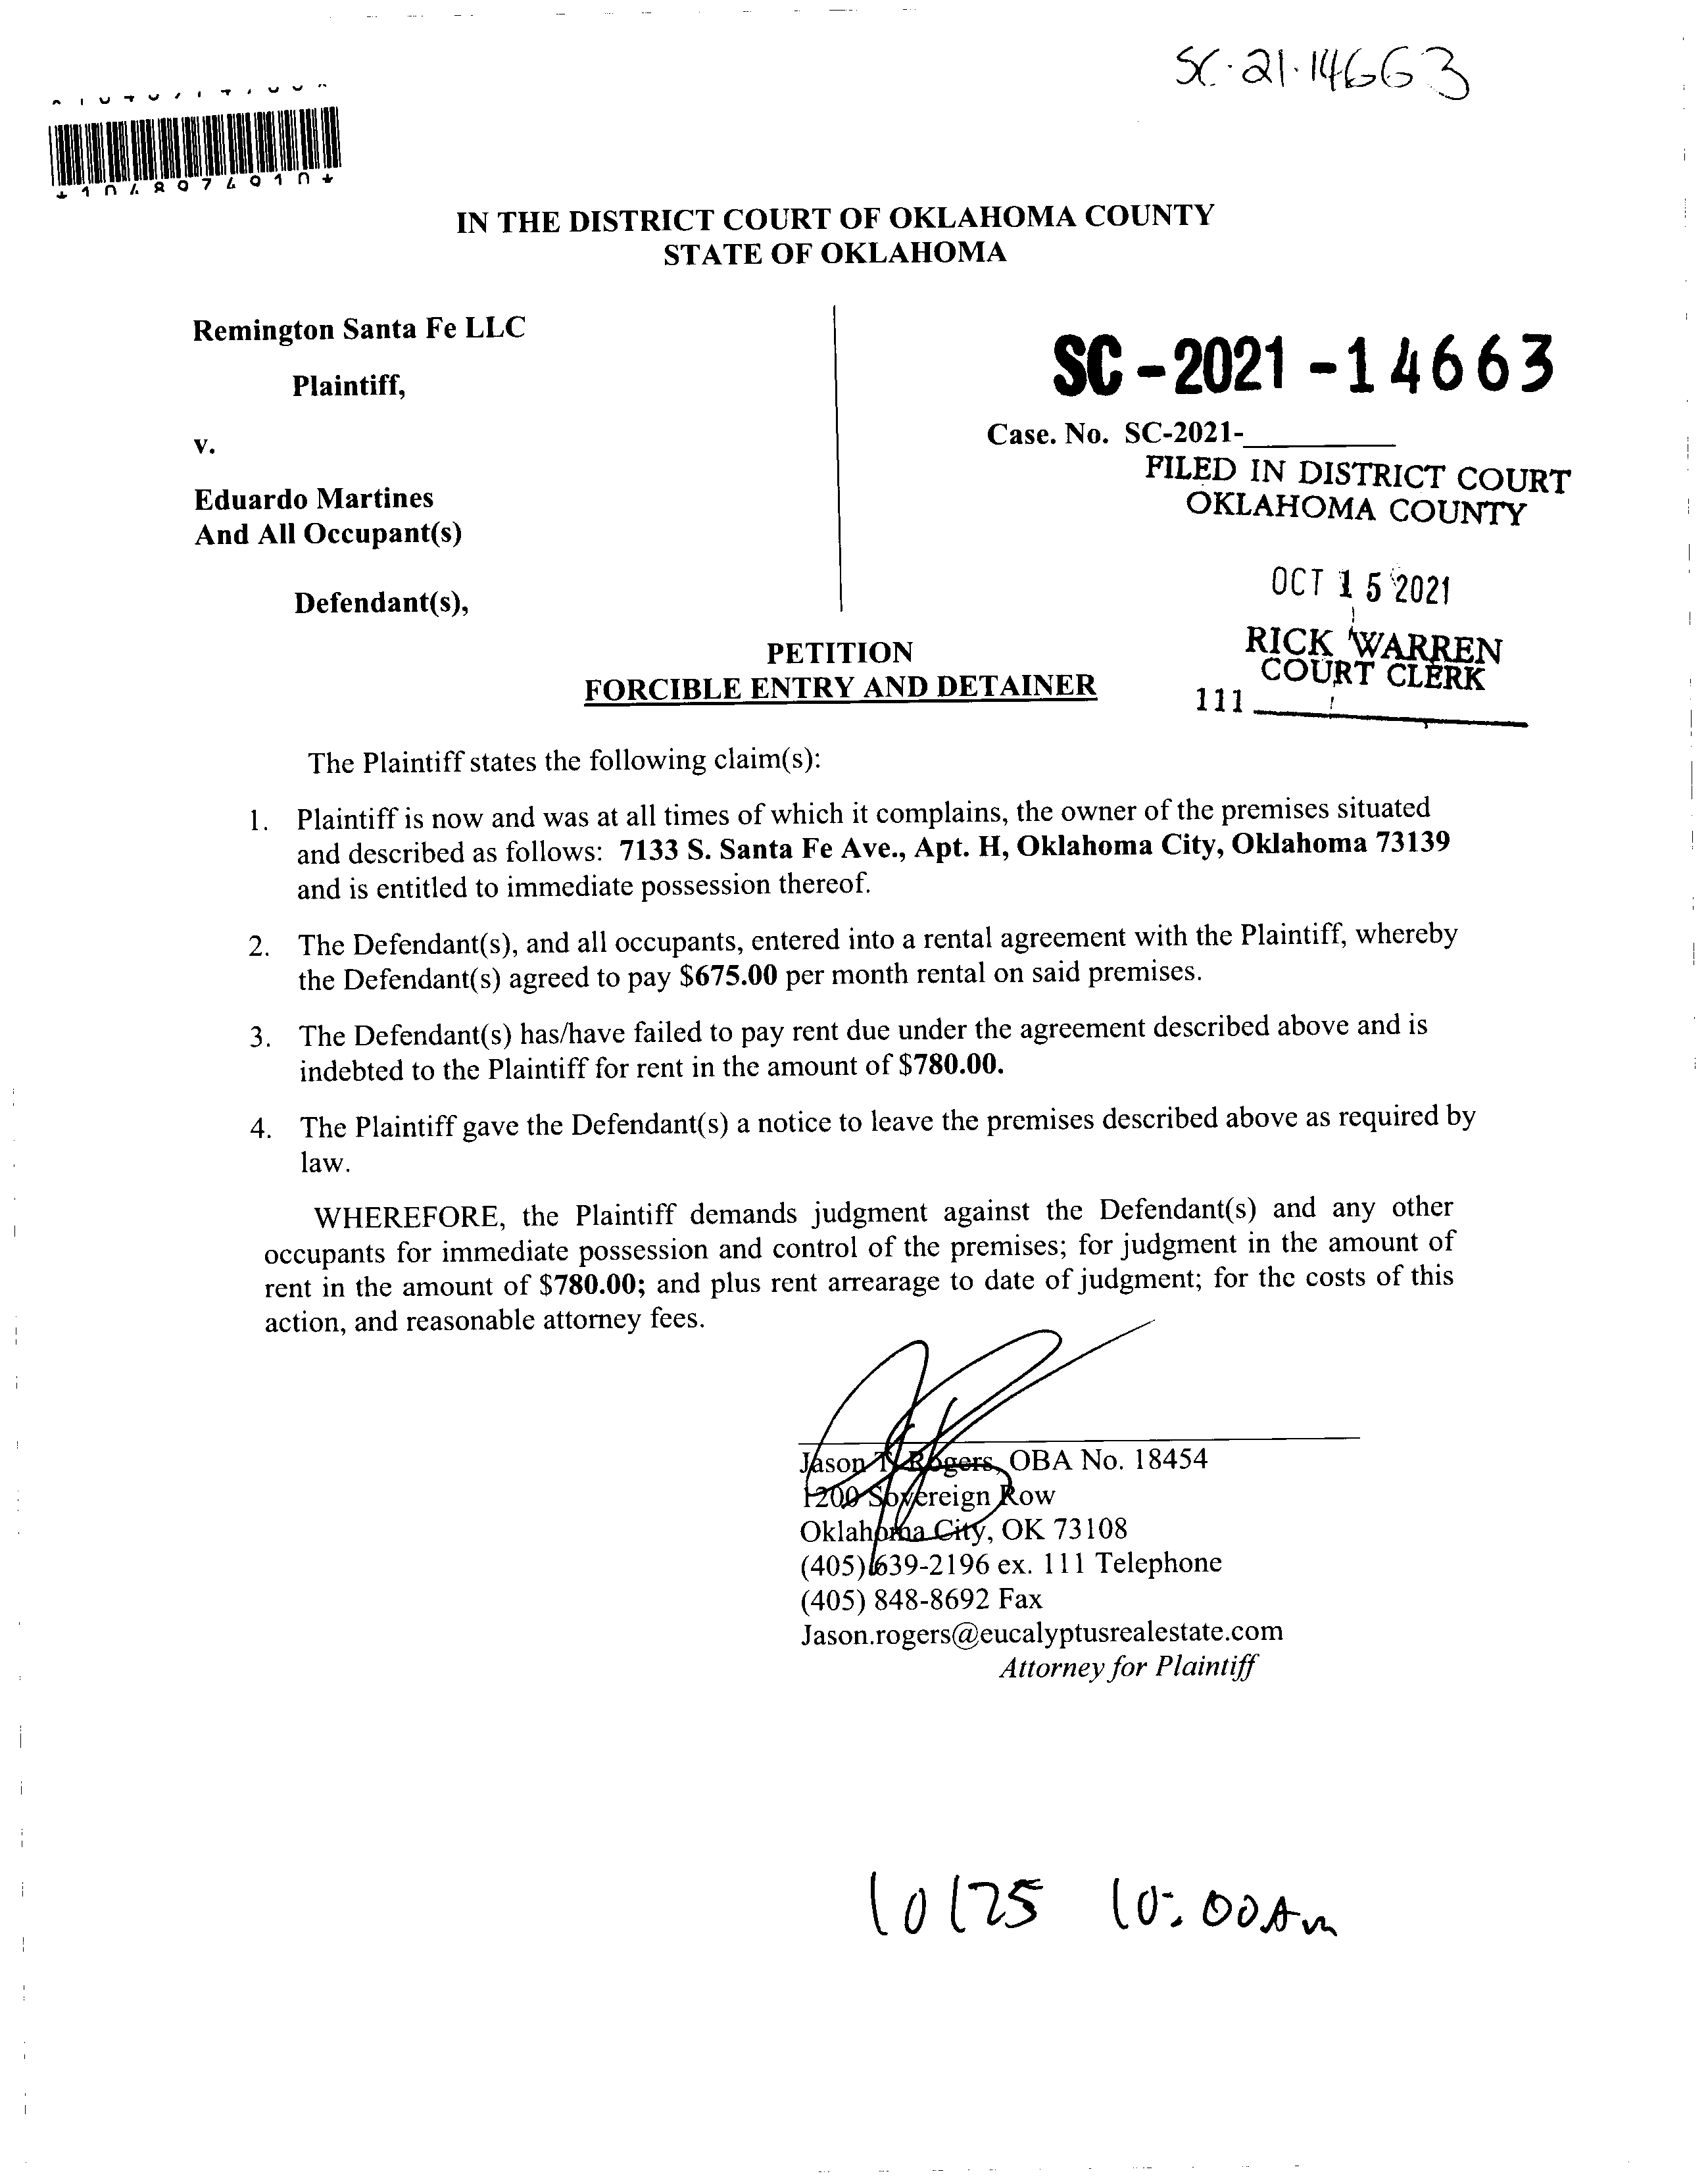 SC-21-14663
*1048974910*
IN THE DISTRICT COURT OF OKLAHOMA COUNTY
STATE OF OKLAHOMA
Remington Santa Fe LLC
Plaintiff,
v.
Eduardo Martines
And All Occupant(s)
Defendant(s),
SC-2021-14663
Case. No. SC-2021-________
FILED IN DISTRICT COURT
OKLAHOMA COUNTY
OCT 15 2021
RICK WARREN
COURT CLERK
111
PETITION
FORCIBLE ENTRY AND DETAINER
The Plaintiff states the following claim(s):
1. Plaintiff is now and was at all times of which it complains, the owner of the premises situated
and described as follows: 7133 S. Santa Fe Ave., Apt. H, Oklahoma City, Oklahoma 73139
and is entitled to immediate possession thereof.
2. The Defendant(s), and all occupants, entered into a rental agreement with the Plaintiff, whereby
the Defendant(s) agreed to pay $675.00 per month rental on said premises.
3. The Defendant(s) has/have failed to pay rent due under the agreement described above and is
indebted to the Plaintiff for rent in the amount of $780.00.
4. The Plaintiff gave the Defendant(s) a notice to leave the premises described above as required by
law.
WHEREFORE, the Plaintiff demands judgment against the Defendant(s) and any other
occupants for immediate possession and control of the premises; for judgment in the amount of
rent in the amount of $780.00; and plus rent arrearage to date of judgment; for the costs of this
action, and reasonable attorney fees.
Jason T. Rogers, OBA No. 18454
1200 Sovereign Row
Oklahoma City, OK 73108
(405) 639-2196 ex. 111 Telephone
(405) 848-8692 Fax
Jason.rogers@eucalyptusrealestate.com
Attorney for Plaintiff
10/25 10:00Am